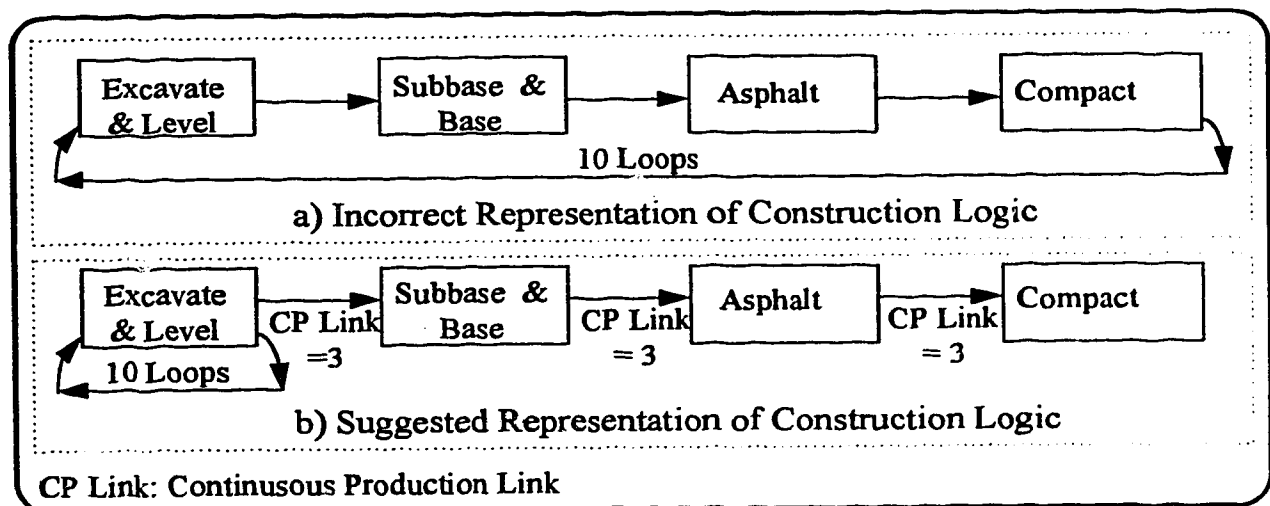 Excavate
& Level
Subbase &
Base
Asphalt
Compact
10 Loops
a) Incorrect Representation of Construction Logic
Excavate
& Level
CP Link
=3
Subbase &
Base
CP Link
= 3
Asphalt
CP Link
= 3
Compact
10 Loops
b) Suggested Representation of Construction Logic
CP Link: Continusous Production Link